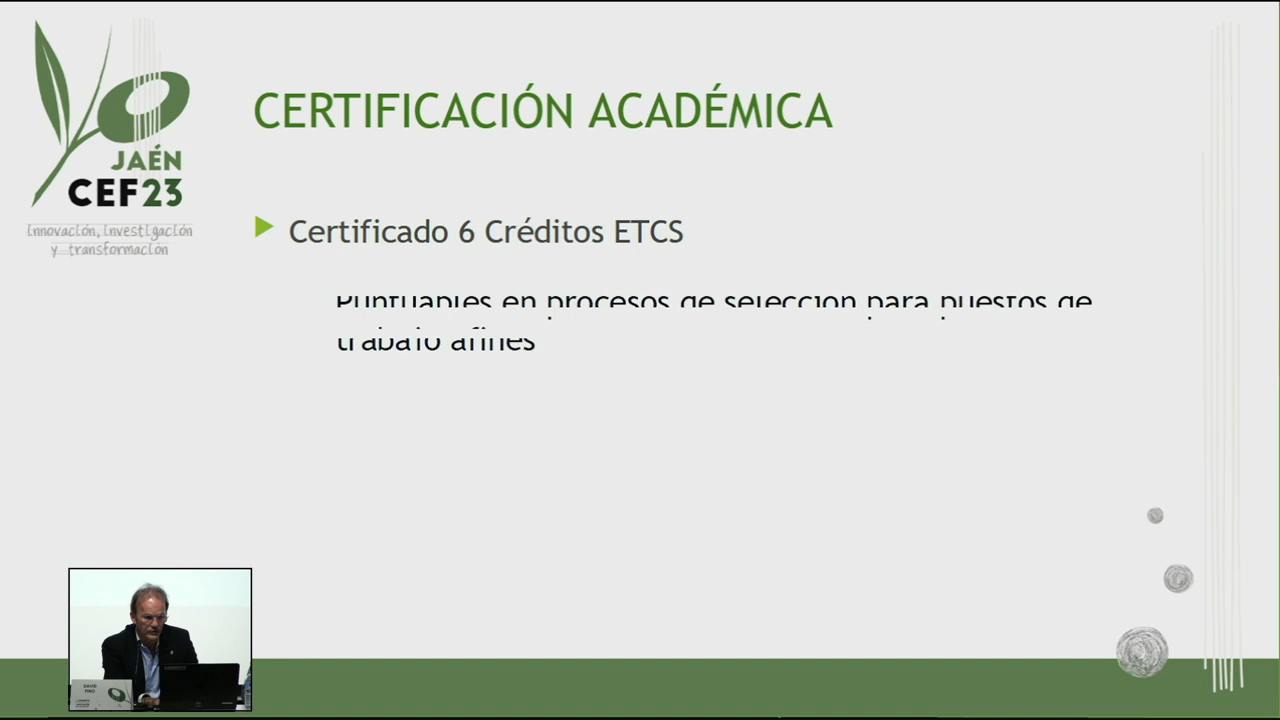 JAÉN
CEF23
Innovación, Investigación
y transformación
CERTIFICACIÓN ACADÉMICA
Certificado 6 Créditos ETCS
Puntuables en procesos de selección para puestos de
trabajo afines
DAVID